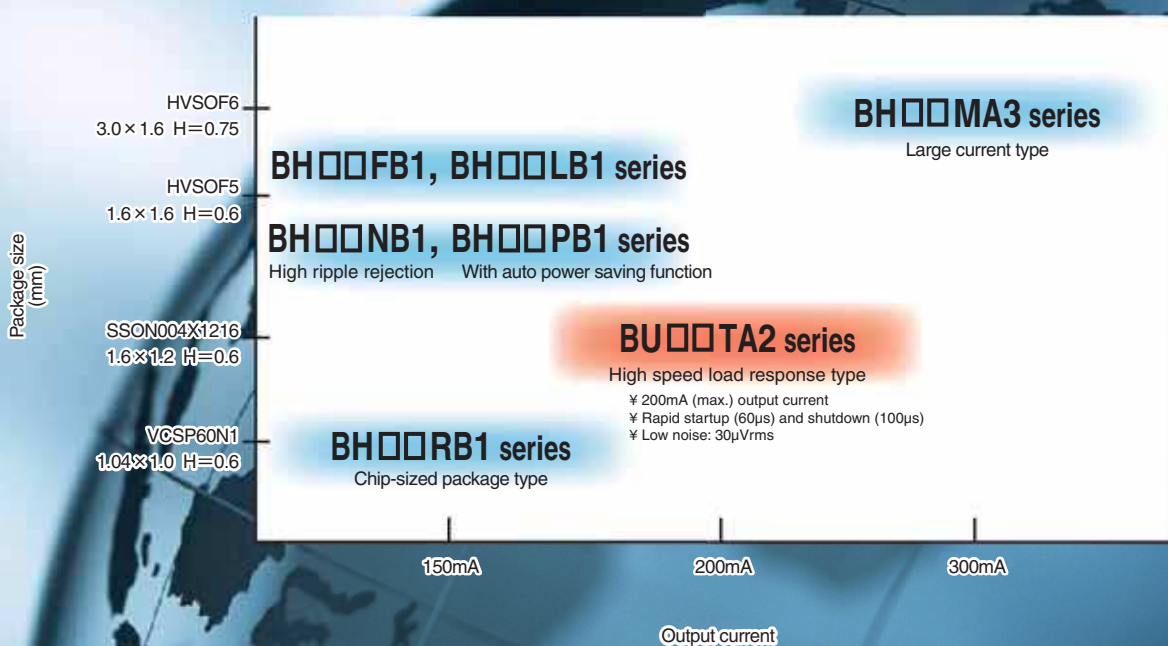 Package size
(mm)
HVSOF6
3.0×1.6 H=0.75
HVSOF5
1.6×1.6 H=0.6
SSON004X1216
1.6×1.2 H=0.6
VCSP60N1
1.04×1.0 H=0.6
BH□□MA3 series
Large current type
BH□□FB1, BH□□LB1 series
BH□□NB1, BH□□PB1 series
High ripple rejection With auto power saving function
BU□□TA2 series
High speed load response type
¥ 200mA (max.) output current
¥ Rapid startup (60µs) and shutdown (100µs)
¥ Low noise: 30µVrms
BH□□RB1 series
Chip-sized package type
150mA 200mA 300mA
Output current